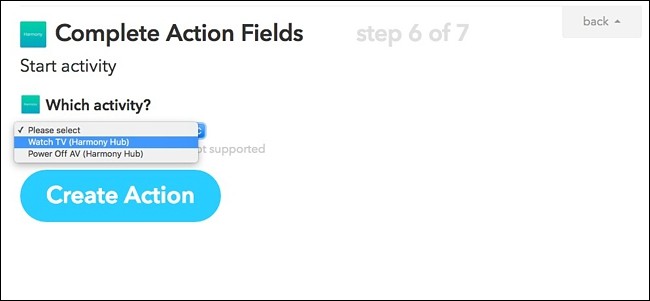 Harmony Complete Action Fields step 6 of 7 back
Start activity
Harmony Which activity?
✓ Please select
Watch TV (Harmony Hub)
Power Off AV (Harmony Hub)
supported
Create Action